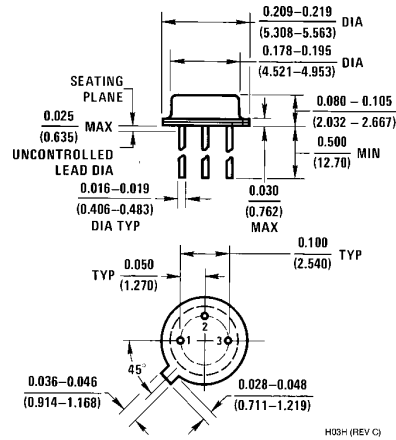 0.209–0.219
(5.308–5.563)
DIA
0.178–0.195
(4.521–4.953)
DIA
SEATING
PLANE
0.025
(0.635)
MAX
UNCONTROLLED
LEAD DIA
0.080 – 0.105
(2.032 – 2.667)
0.500
(12.70)
MIN
0.016–0.019
(0.406–0.483)
DIA TYP
0.030
(0.762)
MAX
0.100
(2.540)
TYP
TYP
0.050
(1.270)
2
1
3
45°
0.036–0.046
(0.914–1.168)
0.028–0.048
(0.711–1.219)
H03H (REV C)